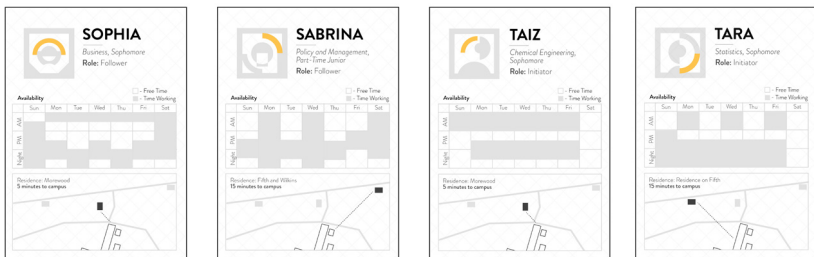 SOPHIA
Business, Sophomore
Role: Follower
Availability
- Free Time
- Time Working
Sun Mon Tue Wed Thu Fri Sat
AM
PM
Night
Residence: Morewood
5 minutes to campus
SABRINA
Policy and Management,
Part-Time Junior
Role: Follower
Availability
- Free Time
- Time Working
Sun Mon Tue Wed Thu Fri Sat
AM
PM
Night
Residence: Fifth and Wilkins
15 minutes to campus
TAIZ
Chemical Engineering,
Sophomore
Role: Initiator
Availability
- Free Time
- Time Working
Sun Mon Tue Wed Thu Fri Sat
AM
PM
Night
Residence: Morewood
5 minutes to campus
TARA
Statistics, Sophomore
Role: Initiator
Availability
- Free Time
- Time Working
Sun Mon Tue Wed Thu Fri Sat
AM
PM
Night
Residence: Residence on Fifth
15 minutes to campus